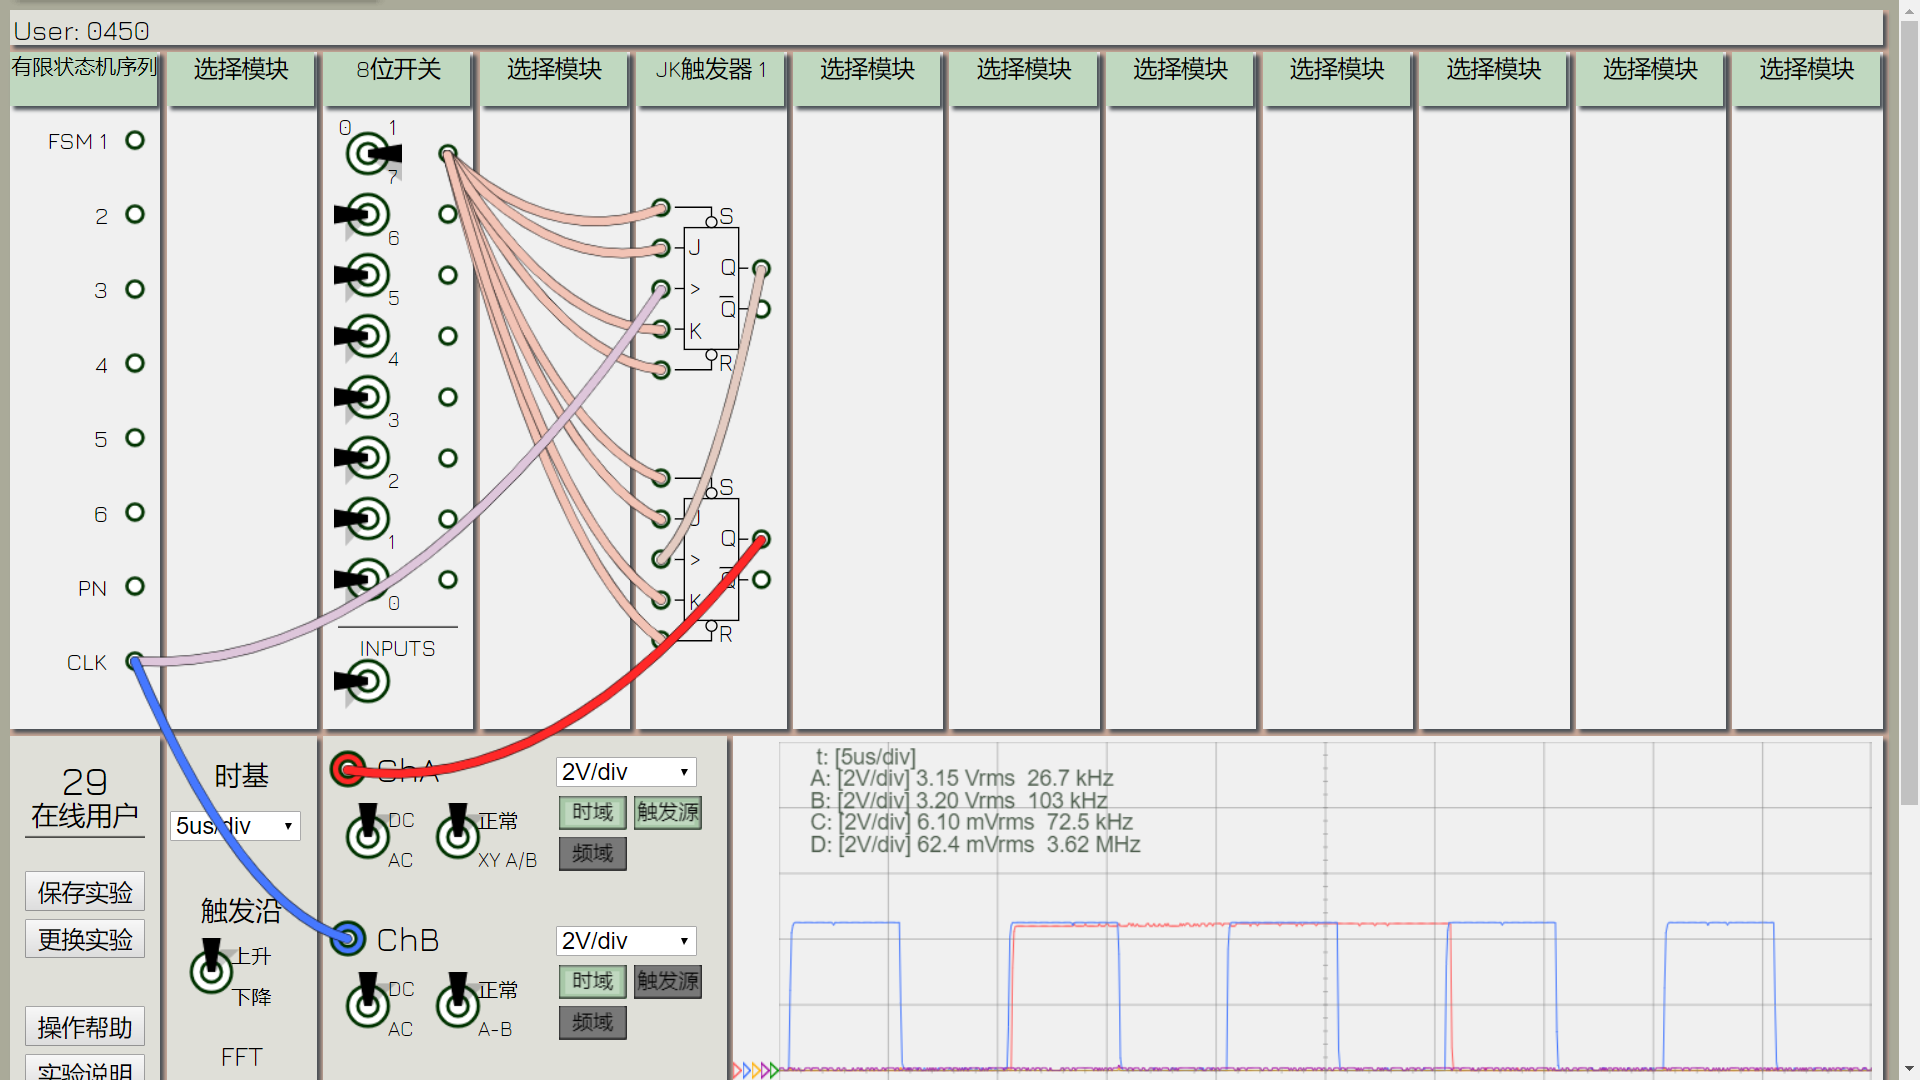 User: 0450
有限状态机序列
选择模块
8位开关
选择模块
JK触发器 1
选择模块
选择模块
选择模块
选择模块
选择模块
选择模块
选择模块
FSM 1
2
3
4
5
6
PN
CLK
0 1
7
6
5
4
3
2
1
0
INPUTS
S
J
Q
>
Q
K
R
S
J
Q
>
Q
K
R
29
在线用户
保存实验
更换实验
操作帮助
实验说明
时基
5us/div
触发沿
上升
下降
FFT
ChA
2V/div
DC
AC
正常
XY A/B
时域
触发源
频域
ChB
2V/div
DC
AC
正常
A-B
时域
触发源
频域
t: [5us/div]
A: [2V/div] 3.15 Vrms 26.7 kHz
B: [2V/div] 3.20 Vrms 103 kHz
C: [2V/div] 6.10 mVrms 72.5 kHz
D: [2V/div] 62.4 mVrms 3.62 MHz